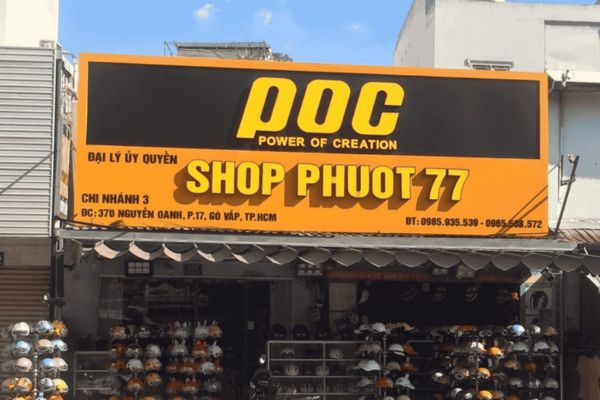 POC
POWER OF CREATION
ĐẠI LÝ ỦY QUYỀN
SHOP PHUOT 77
CHI NHÁNH 3
ĐC: 370 NGUYỄN OANH, P.17, GÒ VẤP, TP.HCM
ĐT: 0985.935.539 - 0965.568.572